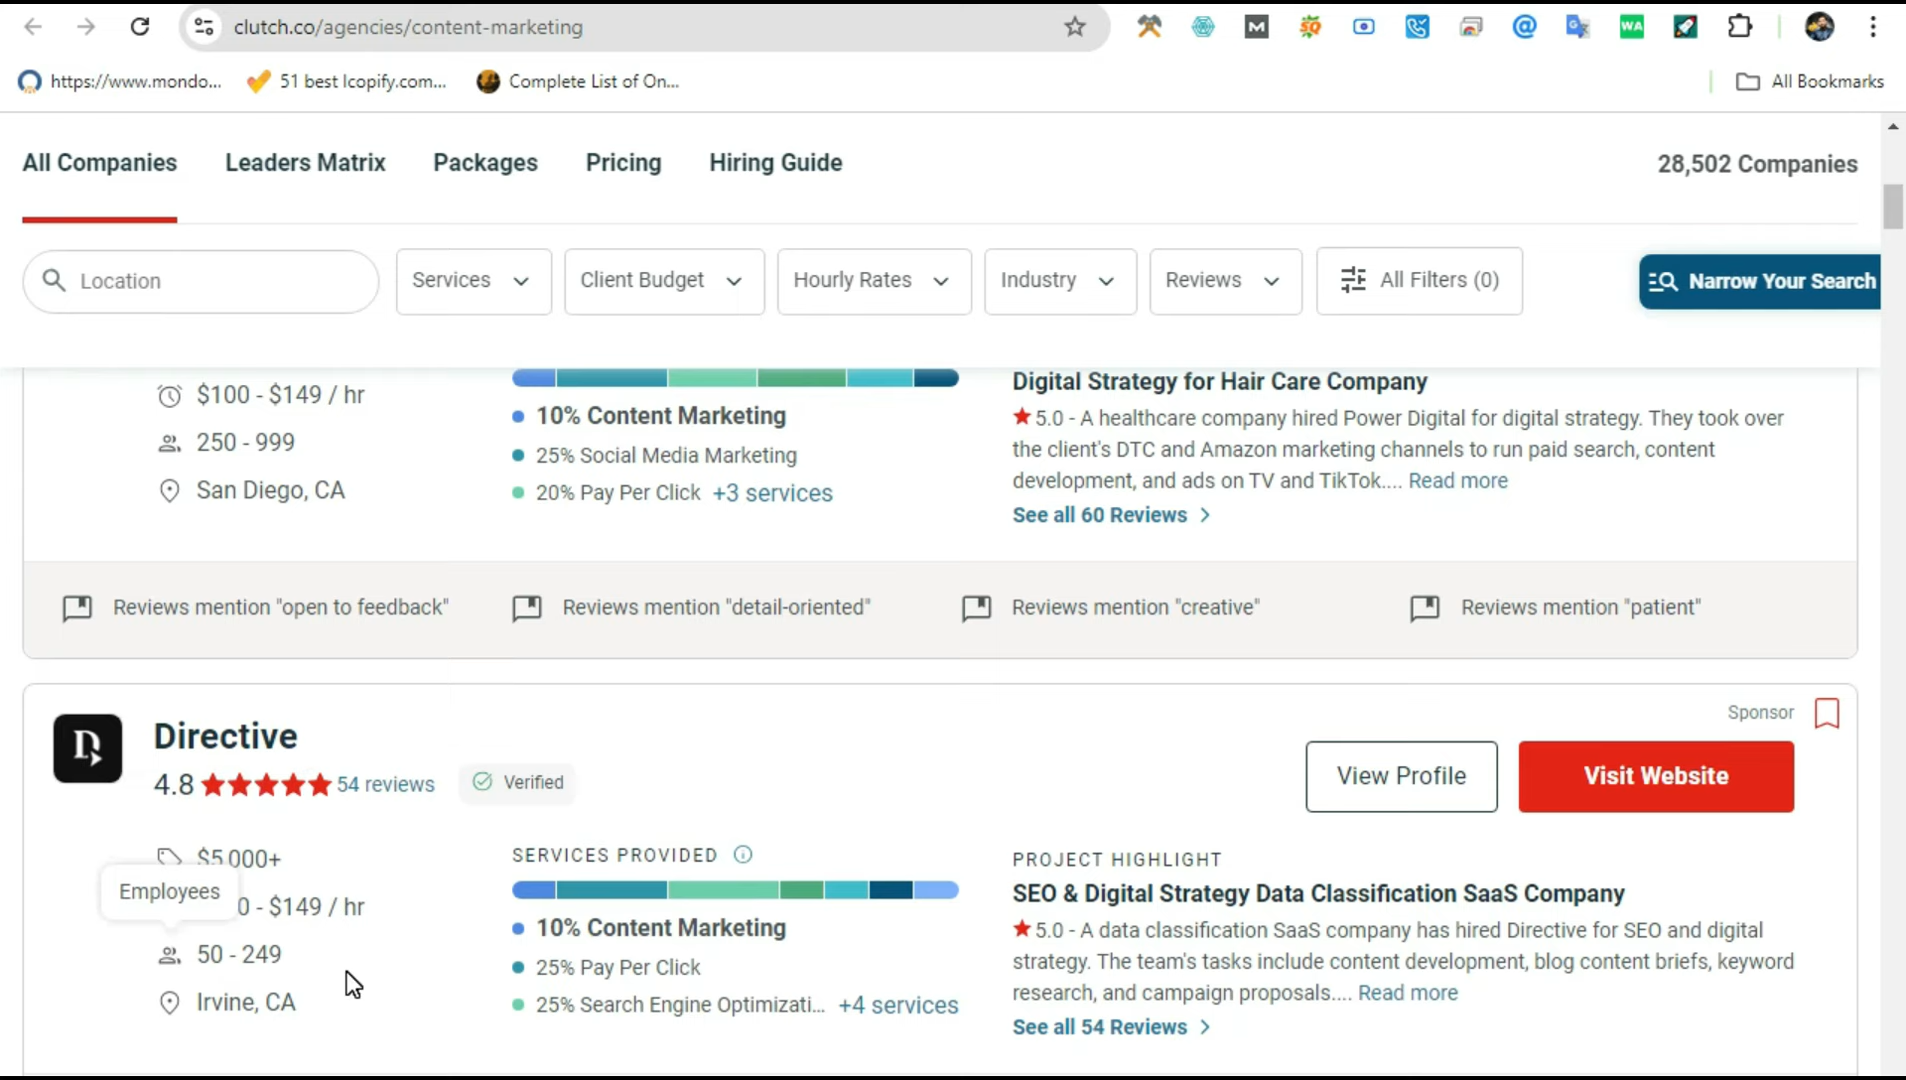 clutch.co/agencies/content-marketing
https://www.mondo... 51 best Icopify.com... Complete List of On... All Bookmarks
All Companies Leaders Matrix Packages Pricing Hiring Guide 28,502 Companies
Location Services Client Budget Hourly Rates Industry Reviews All Filters (0) Narrow Your Search
$100 - $149 / hr
250 - 999
San Diego, CA
10% Content Marketing
25% Social Media Marketing
20% Pay Per Click +3 services
Digital Strategy for Hair Care Company
5.0 - A healthcare company hired Power Digital for digital strategy. They took over
the client's DTC and Amazon marketing channels to run paid search, content
development, and ads on TV and TikTok.... Read more
See all 60 Reviews
Reviews mention "open to feedback" Reviews mention "detail-oriented" Reviews mention "creative" Reviews mention "patient"
Directive
4.8 54 reviews Verified
Sponsor
View Profile Visit Website
$5,000+
Employees
0 - $149 / hr
50 - 249
Irvine, CA
SERVICES PROVIDED
10% Content Marketing
25% Pay Per Click
25% Search Engine Optimizati... +4 services
PROJECT HIGHLIGHT
SEO & Digital Strategy Data Classification SaaS Company
5.0 - A data classification SaaS company has hired Directive for SEO and digital
strategy. The team's tasks include content development, blog content briefs, keyword
research, and campaign proposals.... Read more
See all 54 Reviews